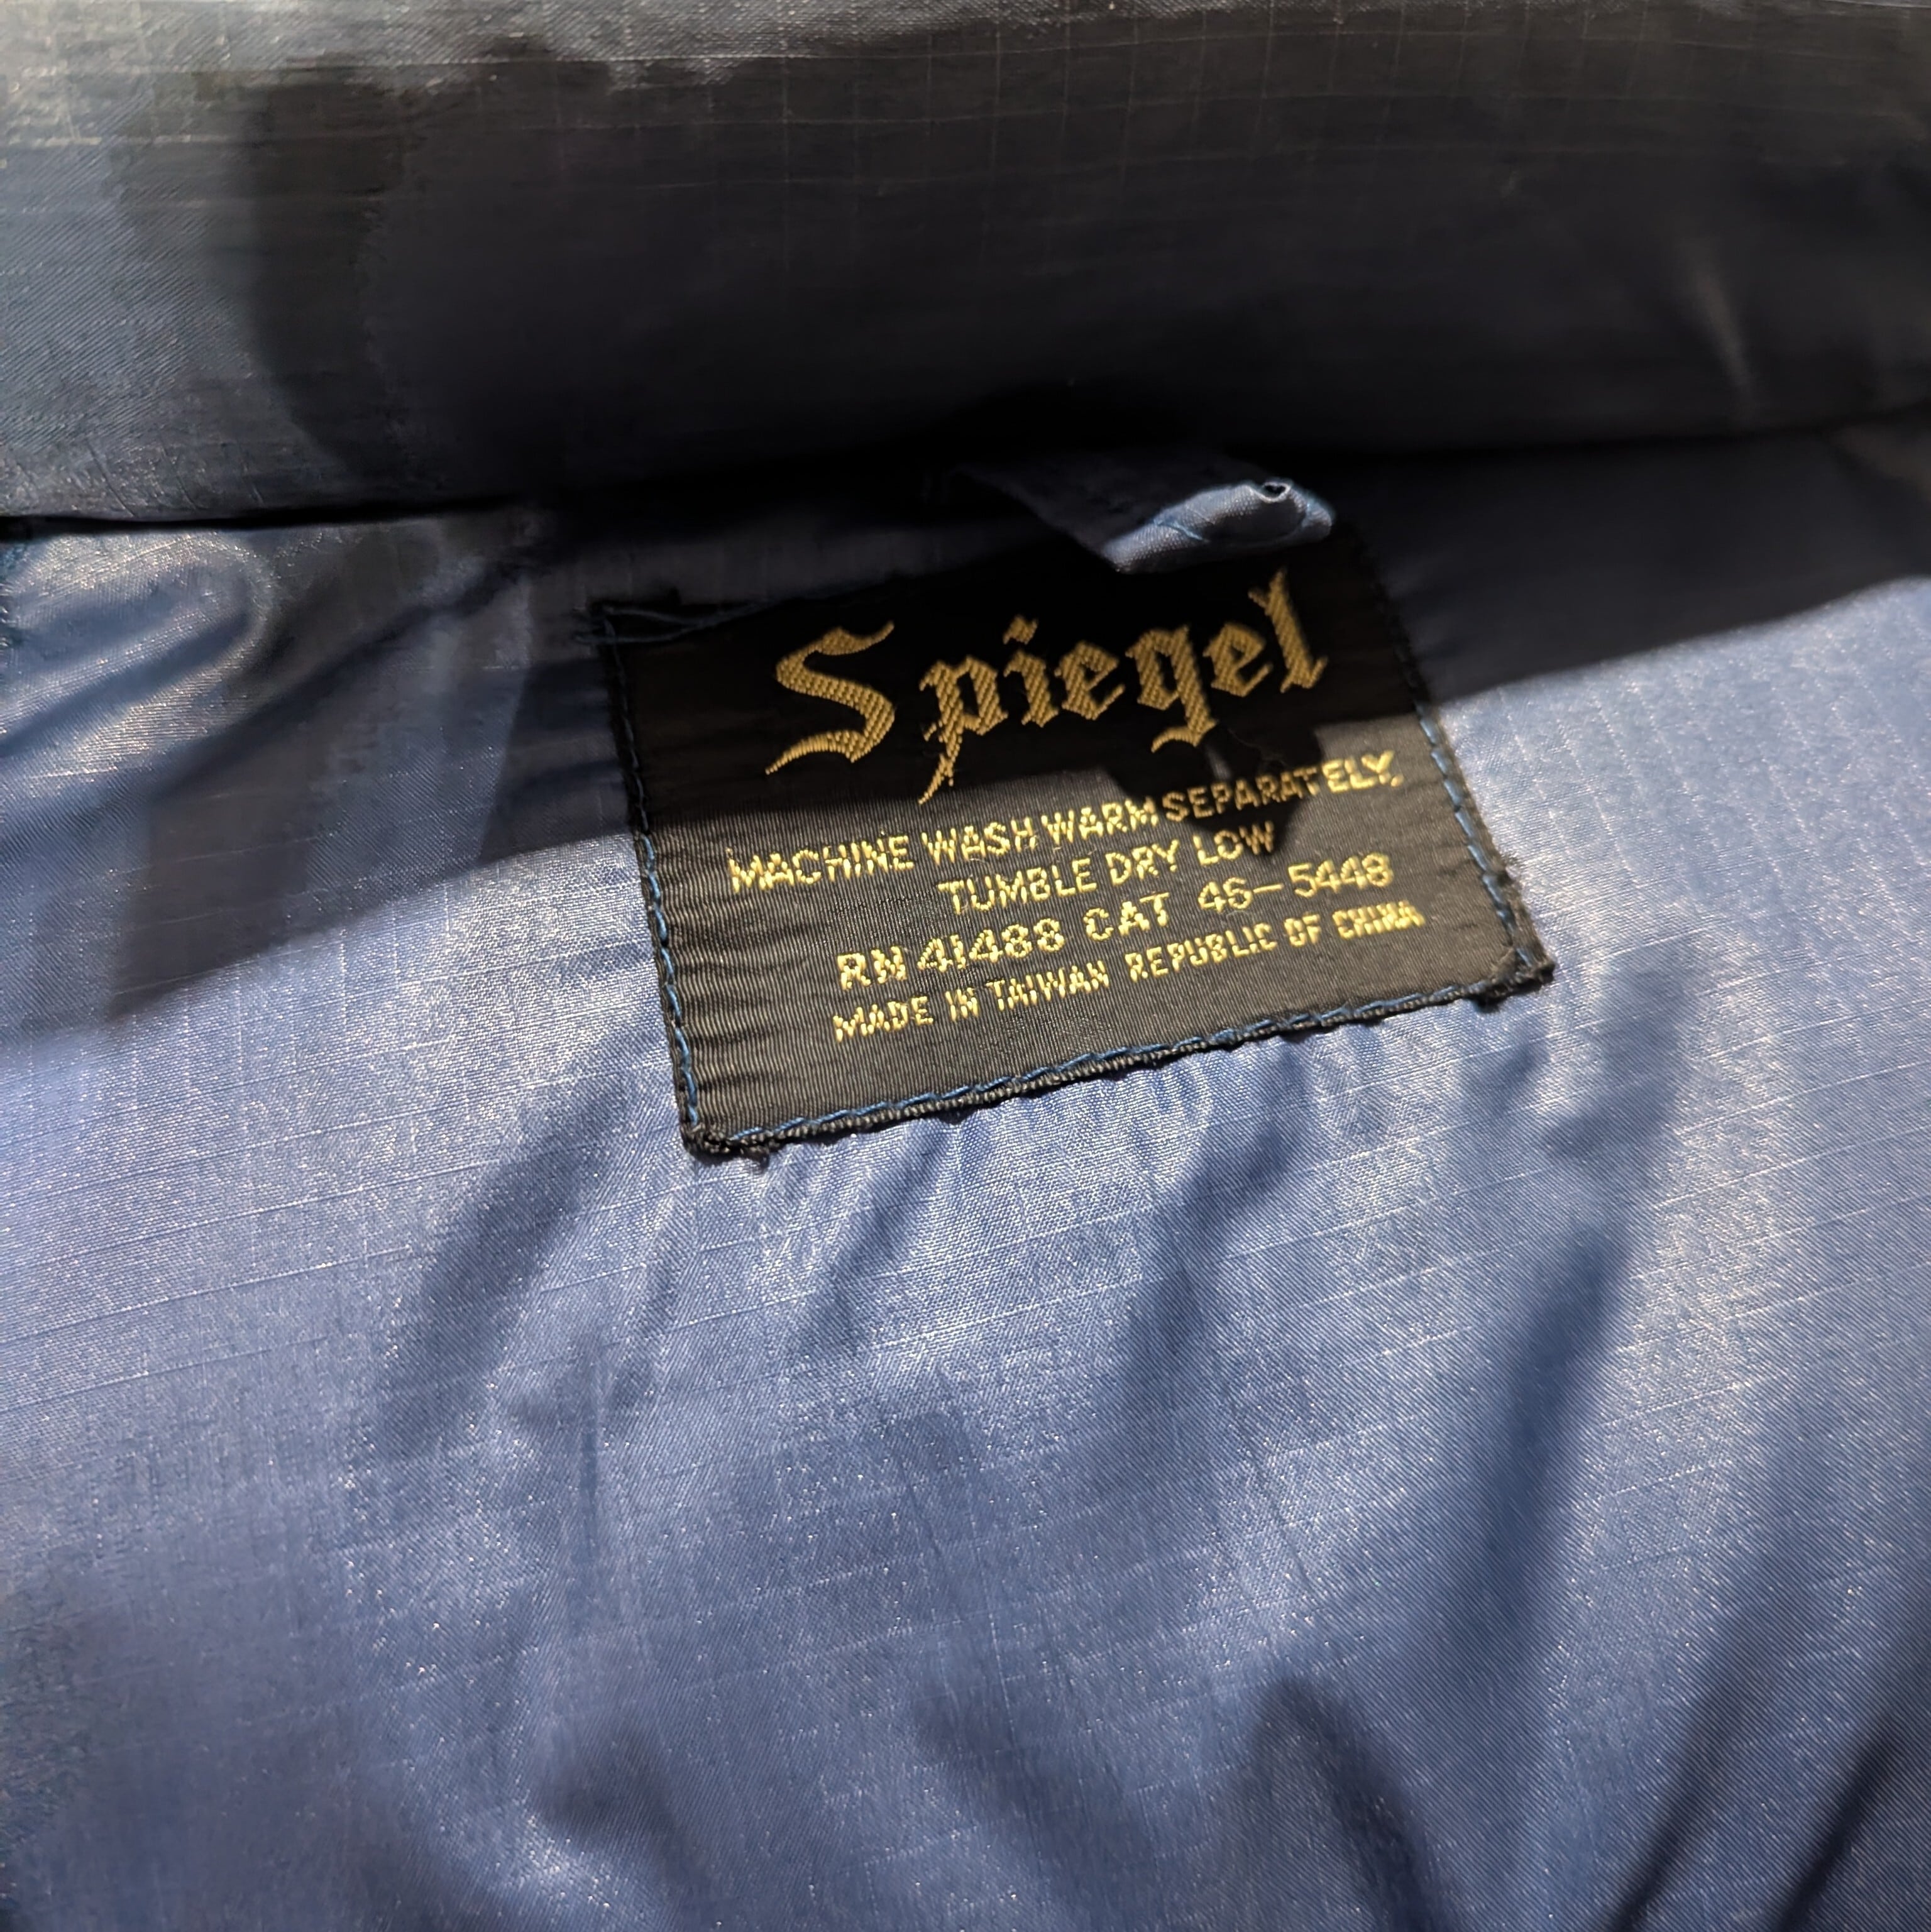 Spiegel
MACHINE WASH WARM SEPARATELY,
TUMBLE DRY LOW
RN 41488 CAT 46-5448
MADE IN TAIWAN REPUBLIC OF CHINA